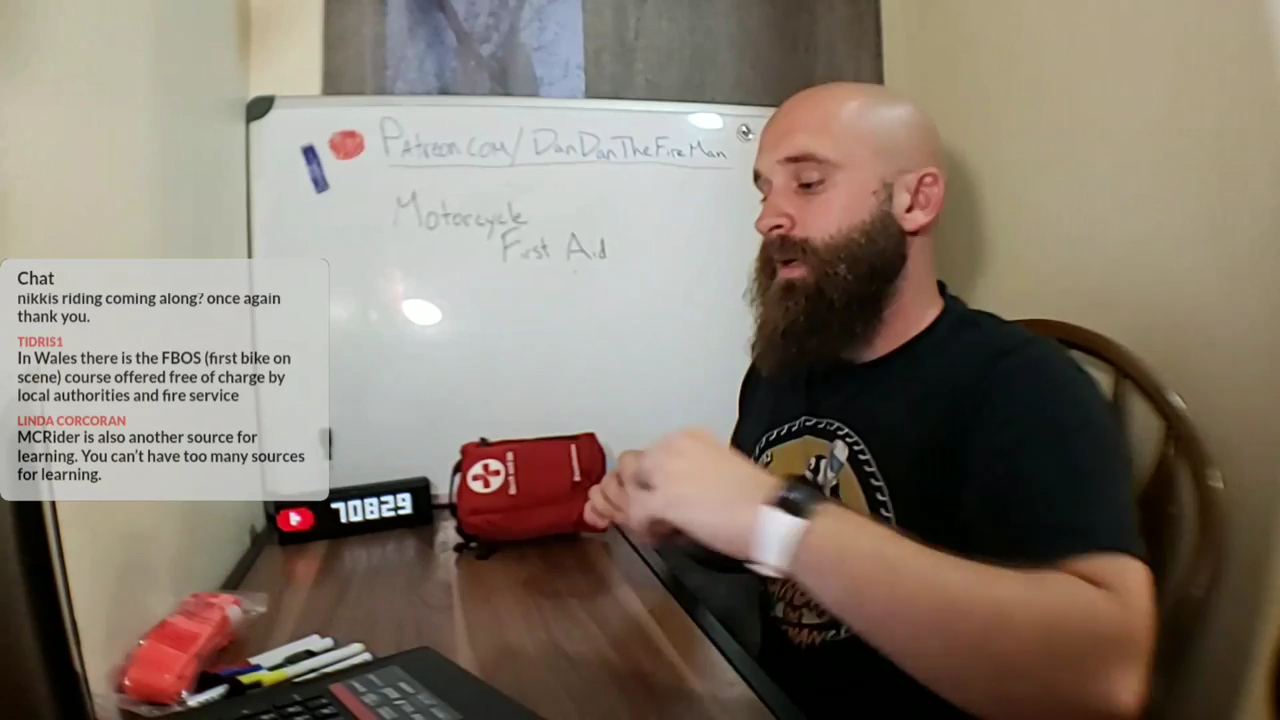 Patreon.com/DanDanTheFireMan
Motorcycle
First Aid
Chat
nikkis riding coming along? once again
thank you.
TIDRIS1
In Wales there is the FBOS (first bike on
scene) course offered free of charge by
local authorities and fire service
LINDA CORCORAN
MCRider is also another source for
learning. You can't have too many sources
for learning.
70829